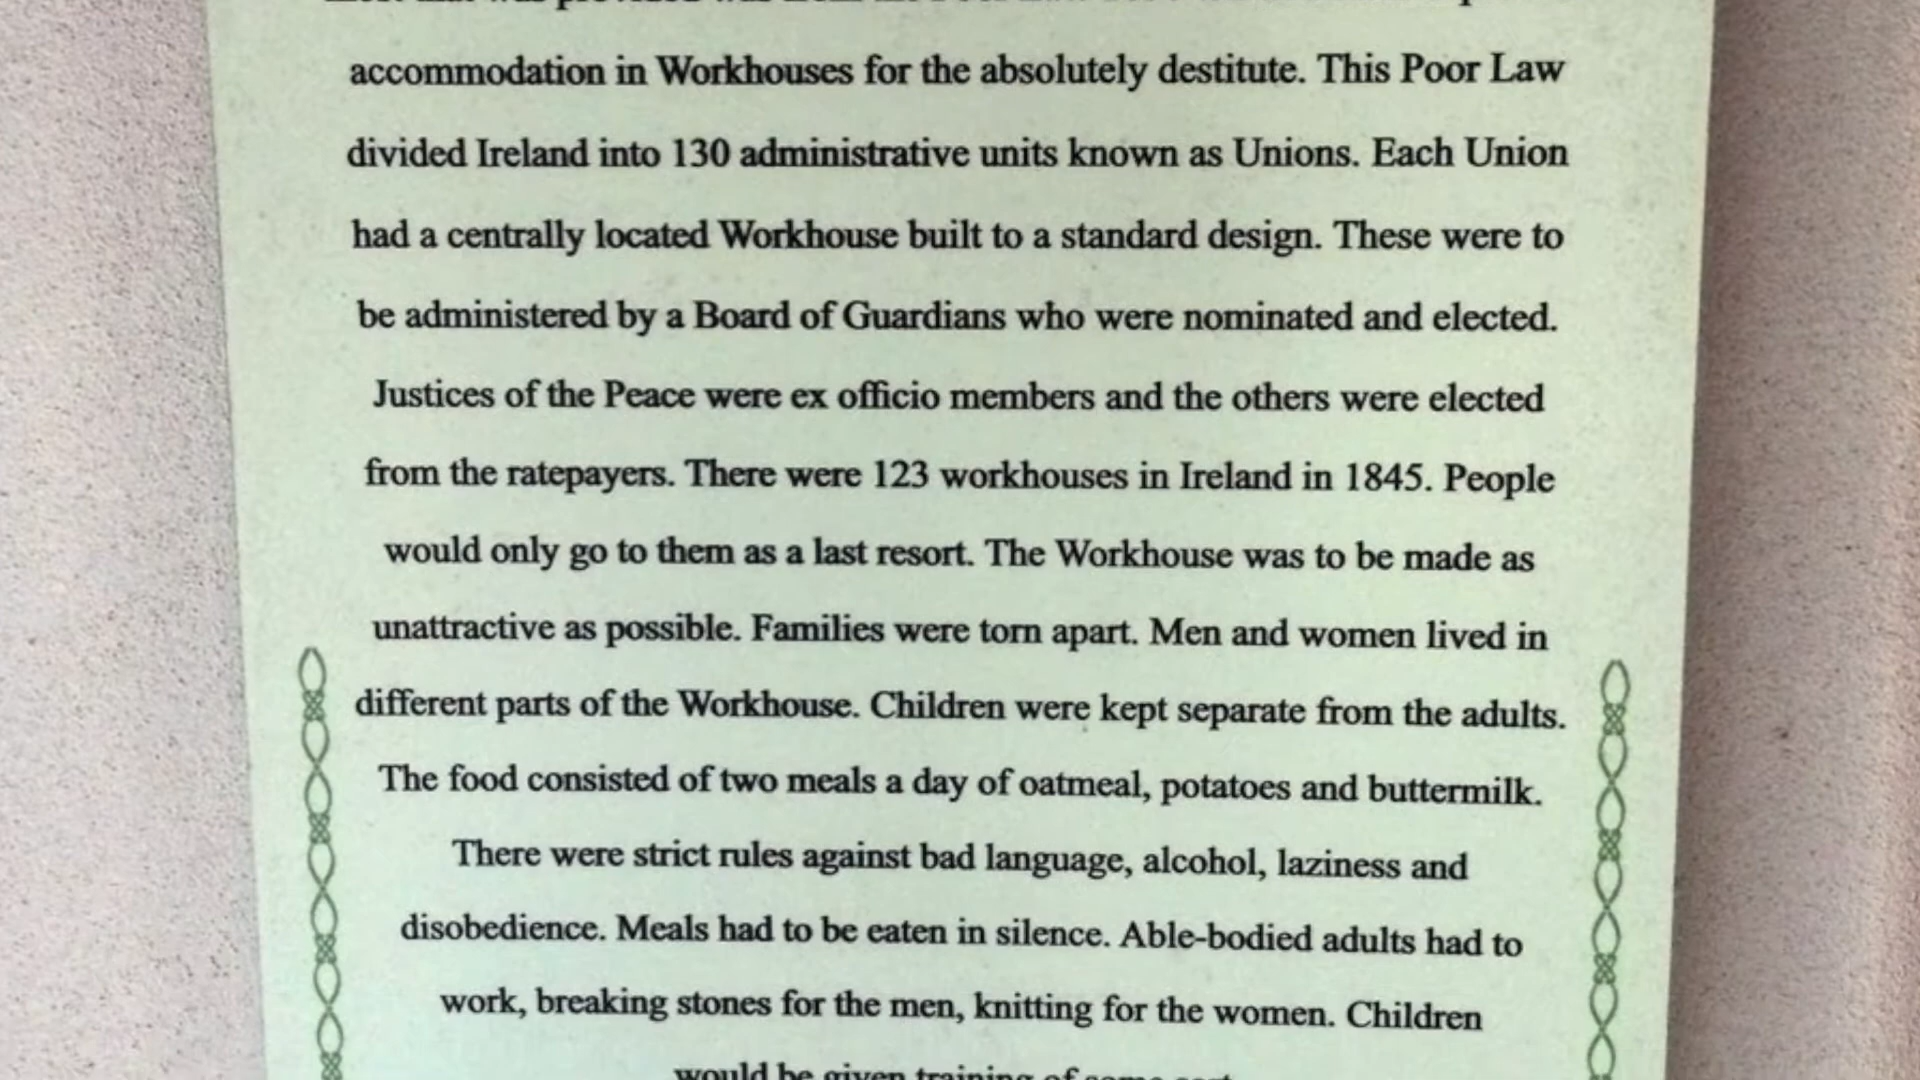 accommodation in Workhouses for the absolutely destitute. This Poor Law
divided Ireland into 130 administrative units known as Unions. Each Union
had a centrally located Workhouse built to a standard design. These were to
be administered by a Board of Guardians who were nominated and elected.
Justices of the Peace were ex officio members and the others were elected
from the ratepayers. There were 123 workhouses in Ireland in 1845. People
would only go to them as a last resort. The Workhouse was to be made as
unattractive as possible. Families were torn apart. Men and women lived in
different parts of the Workhouse. Children were kept separate from the adults.
The food consisted of two meals a day of oatmeal, potatoes and buttermilk.
There were strict rules against bad language, alcohol, laziness and
disobedience. Meals had to be eaten in silence. Able-bodied adults had to
work, breaking stones for the men, knitting for the women. Children
would be given training of some sort